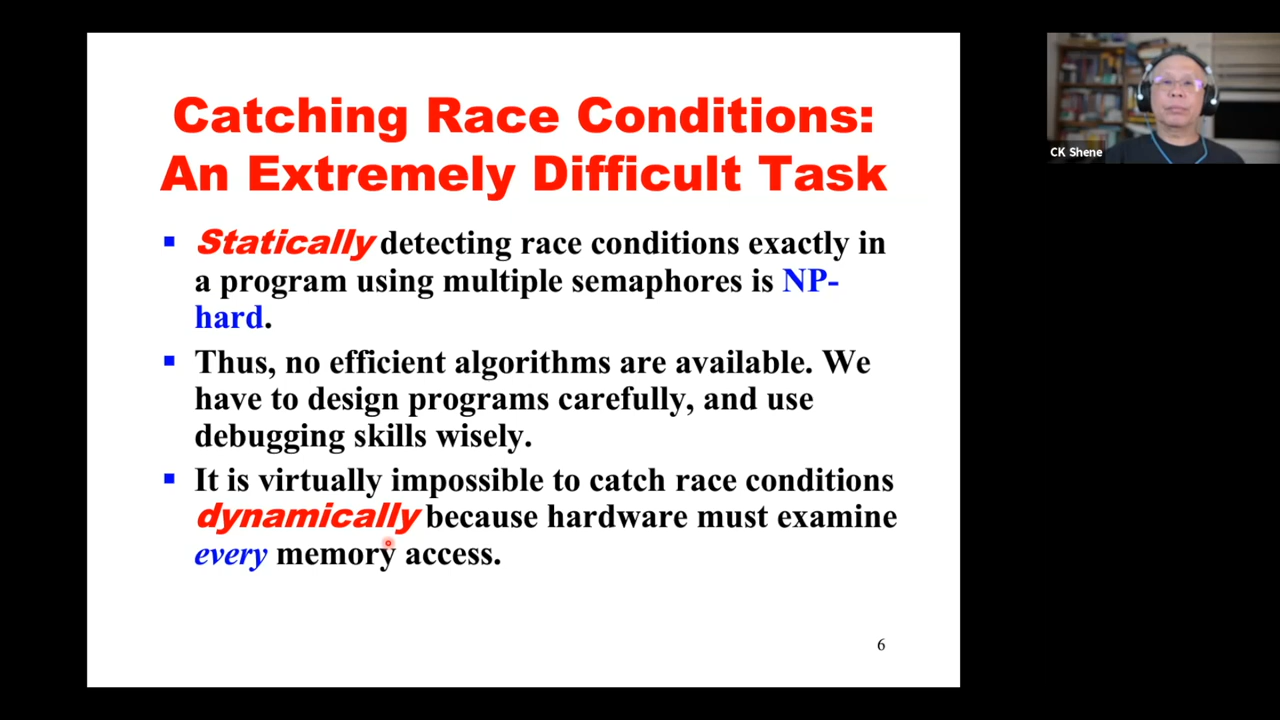 Catching Race Conditions:
An Extremely Difficult Task
Statically detecting race conditions exactly in
a program using multiple semaphores is NP-
hard.
Thus, no efficient algorithms are available. We
have to design programs carefully, and use
debugging skills wisely.
It is virtually impossible to catch race conditions
dynamically because hardware must examine
every memory access.
6
CK Shene